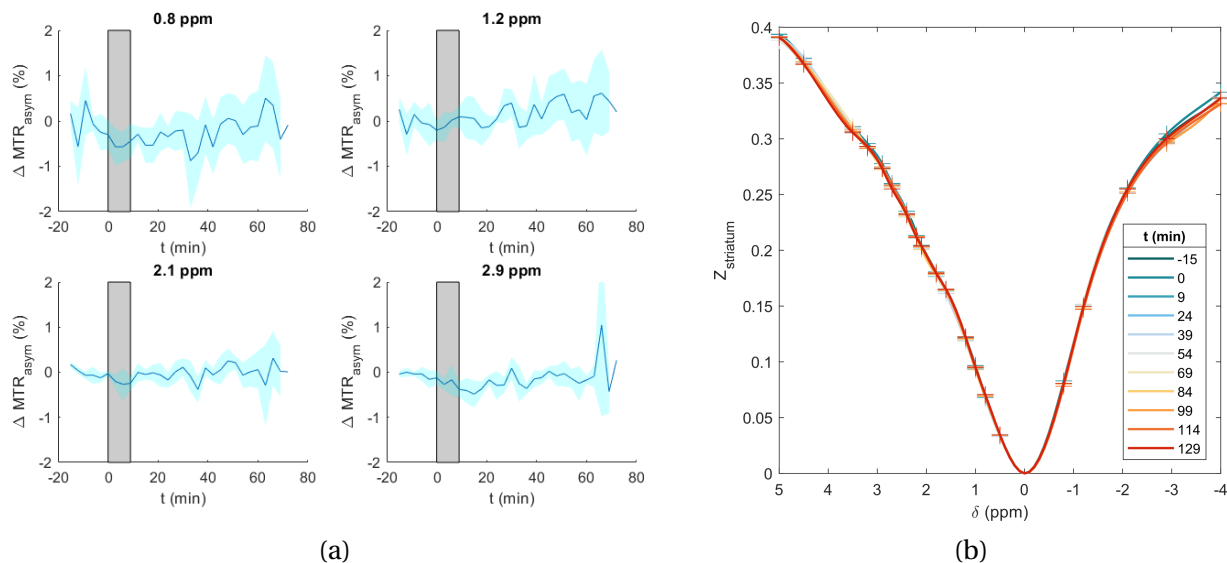 0.8 ppm
2
1
0
-1
-2
Δ MTRasym (%)
-20 0 20 40 60 80
t (min)
1.2 ppm
2
1
0
-1
-2
Δ MTRasym (%)
-20 0 20 40 60 80
t (min)
2.1 ppm
2
1
0
-1
-2
Δ MTRasym (%)
-20 0 20 40 60 80
t (min)
2.9 ppm
2
1
0
-1
-2
Δ MTRasym (%)
-20 0 20 40 60 80
t (min)
(a)
0.4
0.35
0.3
0.25
0.2
0.15
0.1
0.05
0
Zstriatum
5 4 3 2 1 0 -1 -2 -3 -4
δ (ppm)
t (min)
-15
0
9
24
39
54
69
84
99
114
129
(b)